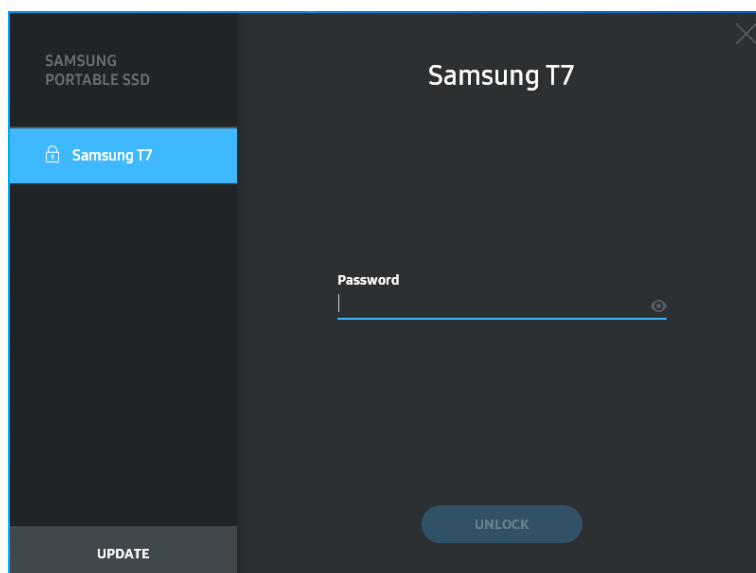 SAMSUNG
PORTABLE SSD
Samsung T7
Samsung T7
Password
UNLOCK
UPDATE